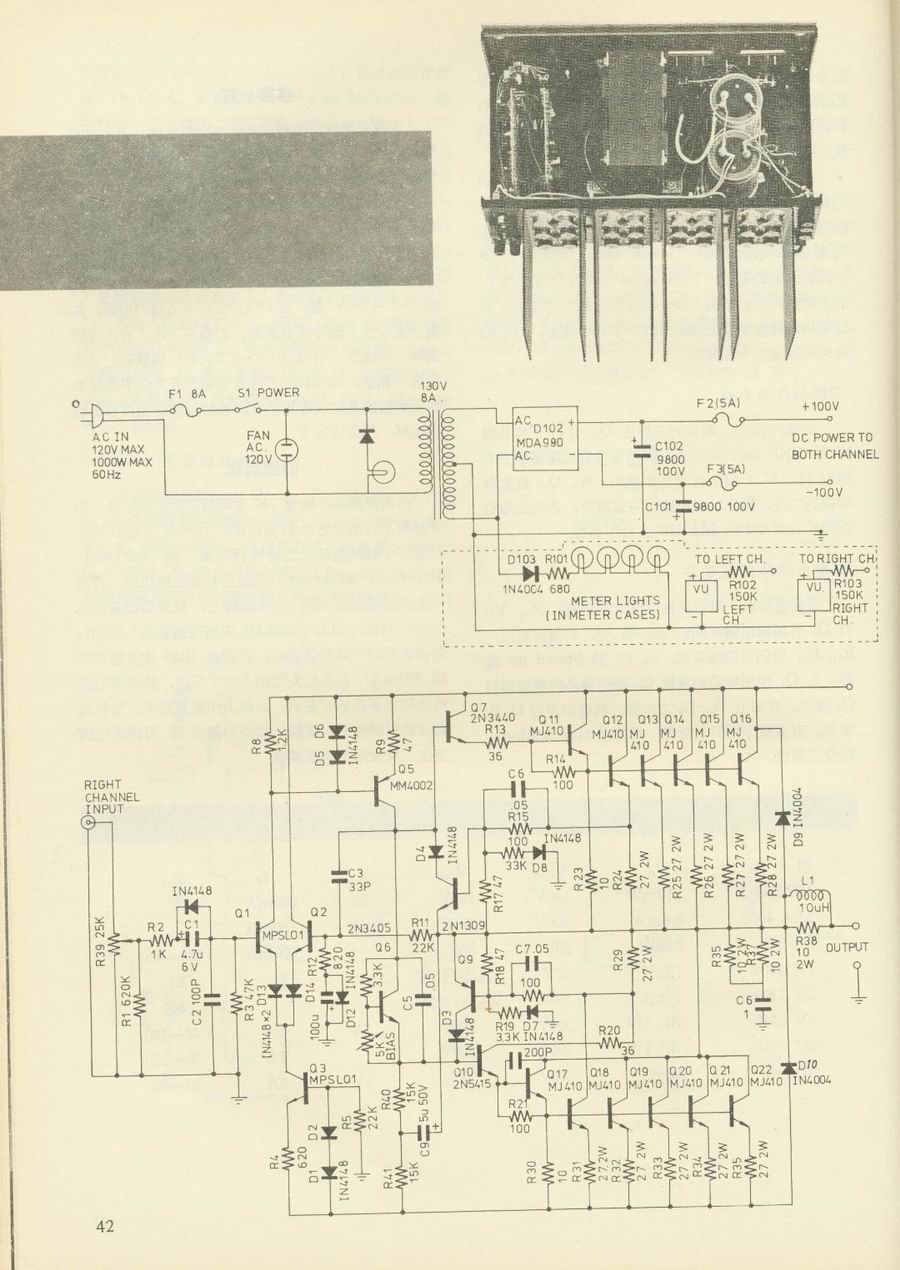 F1 8A
S1 POWER
130V
8A.
AC IN
120V MAX
1000W MAX
60Hz
FAN
AC.
120V
AC
D102
MDA980
AC.
+
−
F2(5A)
+100V
DC POWER TO
BOTH CHANNEL
C102
9800
100V
F3(5A)
−100V
C101
9800 100V
D103
1N4004
R101
680
METER LIGHTS
(IN METER CASES)
TO LEFT CH.
VU
R102
150K
LEFT
CH.
TO RIGHT CH
VU.
R103
150K
RIGHT
CH.
RIGHT
CHANNEL
INPUT
R8
1.2K
D5 D6
IN4148
R9
47
Q5
MM4002
Q7
2N3440
R13
36
Q11
MJ410
R14
100
Q12
MJ410
Q13
MJ
410
Q14
MJ
410
Q15
MJ
410
Q16
MJ
410
C6
.05
R15
100
IN4148
33K
D8
D4
IN4148
C3
33P
R17 47
R23
10
R24
27 2W
R25 27 2W
R26 27 2W
R27 27 2W
R28 27 2W
D9 IN4004
L1
10uH
R38
10
2W
OUTPUT
IN4148
R39 25K
R2
1K
C1
4.7u
6V
R1 620K
C2 100P
R3 47K
Q1
MPSL01
Q2
2N3405
R11
22K
2N1309
D13
IN4148×2
D14
R12
820
100u
D12
IN4148
Q6
3.3K
5K
BIAS
C5
.05
Q9
R18 47
C7.05
100
R19
3.3K
D7
IN4148
D3
IN4148
R29
27 2W
R35
10 2W
R37
10 2W
C6
1
Q3
MPSL01
R4
620
D2
D1
IN4148
R5
22K
R40
15K
R41
15K
C9
5u 50V
Q10
2N5415
200P
R20
36
R21
100
Q17
MJ410
Q18
MJ410
Q19
MJ410
Q20
MJ410
Q21
MJ410
Q22
MJ410
D10
IN4004
R30
10
R31
27.2W
R32
27 2W
R33
27 2W
R34
27 2W
R35
27 2W
42